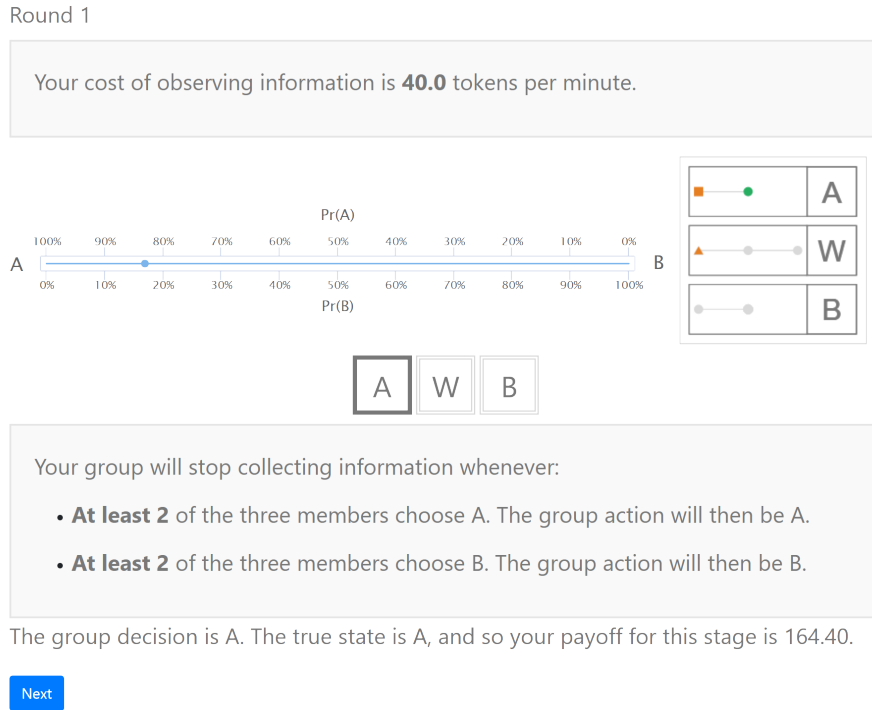 Round 1
Your cost of observing information is 40.0 tokens per minute.
Pr(A)
100% 90% 80% 70% 60% 50% 40% 30% 20% 10% 0%
A B
0% 10% 20% 30% 40% 50% 60% 70% 80% 90% 100%
Pr(B)
A
W
B
A W B
Your group will stop collecting information whenever:
• At least 2 of the three members choose A. The group action will then be A.
• At least 2 of the three members choose B. The group action will then be B.
The group decision is A. The true state is A, and so your payoff for this stage is 164.40.
Next